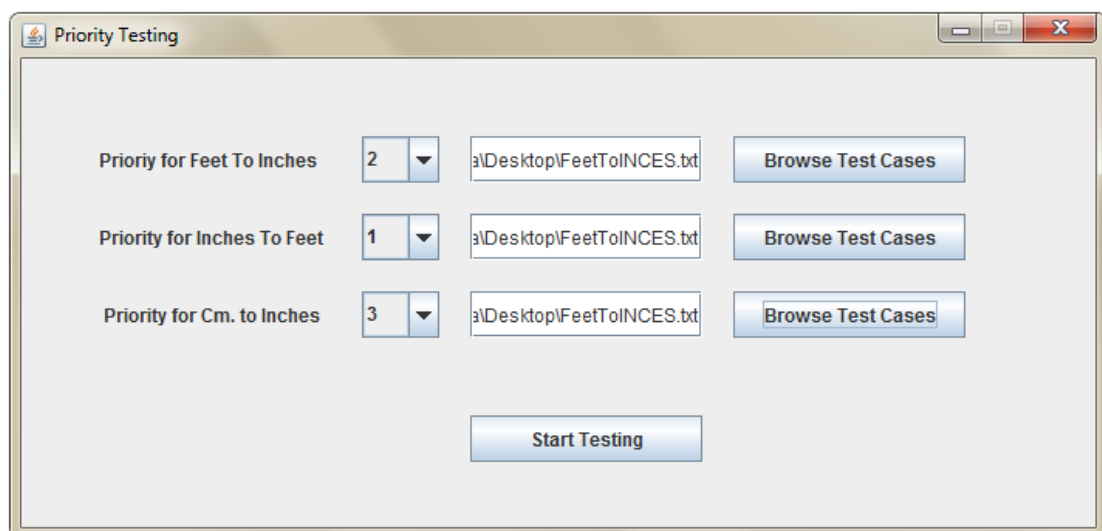 Priority Testing
Prioriy for Feet To Inches 2 a\Desktop\FeetToINCES.txt Browse Test Cases
Priority for Inches To Feet 1 a\Desktop\FeetToINCES.txt Browse Test Cases
Priority for Cm. to Inches 3 a\Desktop\FeetToINCES.txt Browse Test Cases
Start Testing